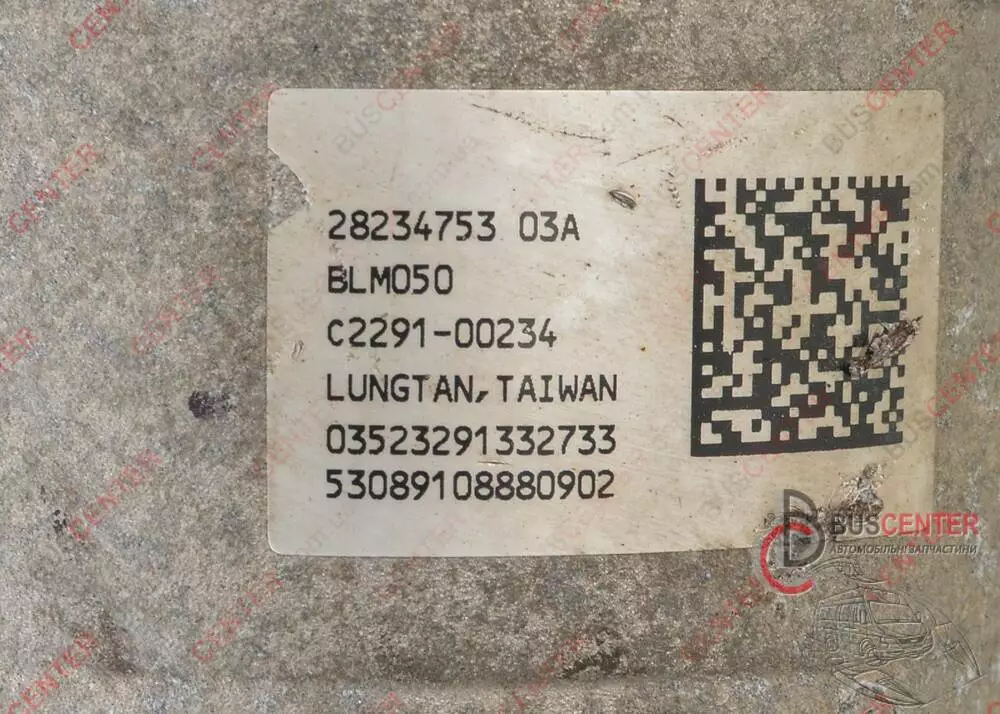 28234753 03A
BLM050
C2291-00234
LUNGTAN,TAIWAN
03523291332733
53089108880902
BUSCENTER
АВТОМОБІЛЬНІ ЗАПЧАСТИНИ